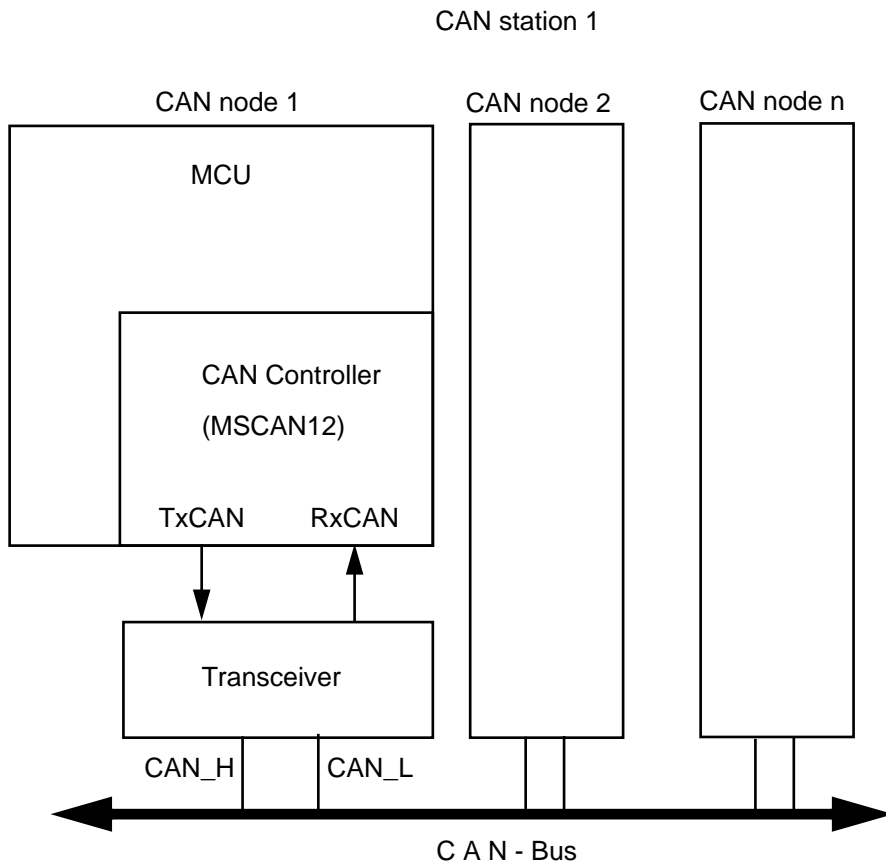 CAN station 1
CAN node 1
CAN node 2
CAN node n
MCU
CAN Controller
(MSCAN12)
TxCAN
RxCAN
Transceiver
CAN_H
CAN_L
C A N - Bus